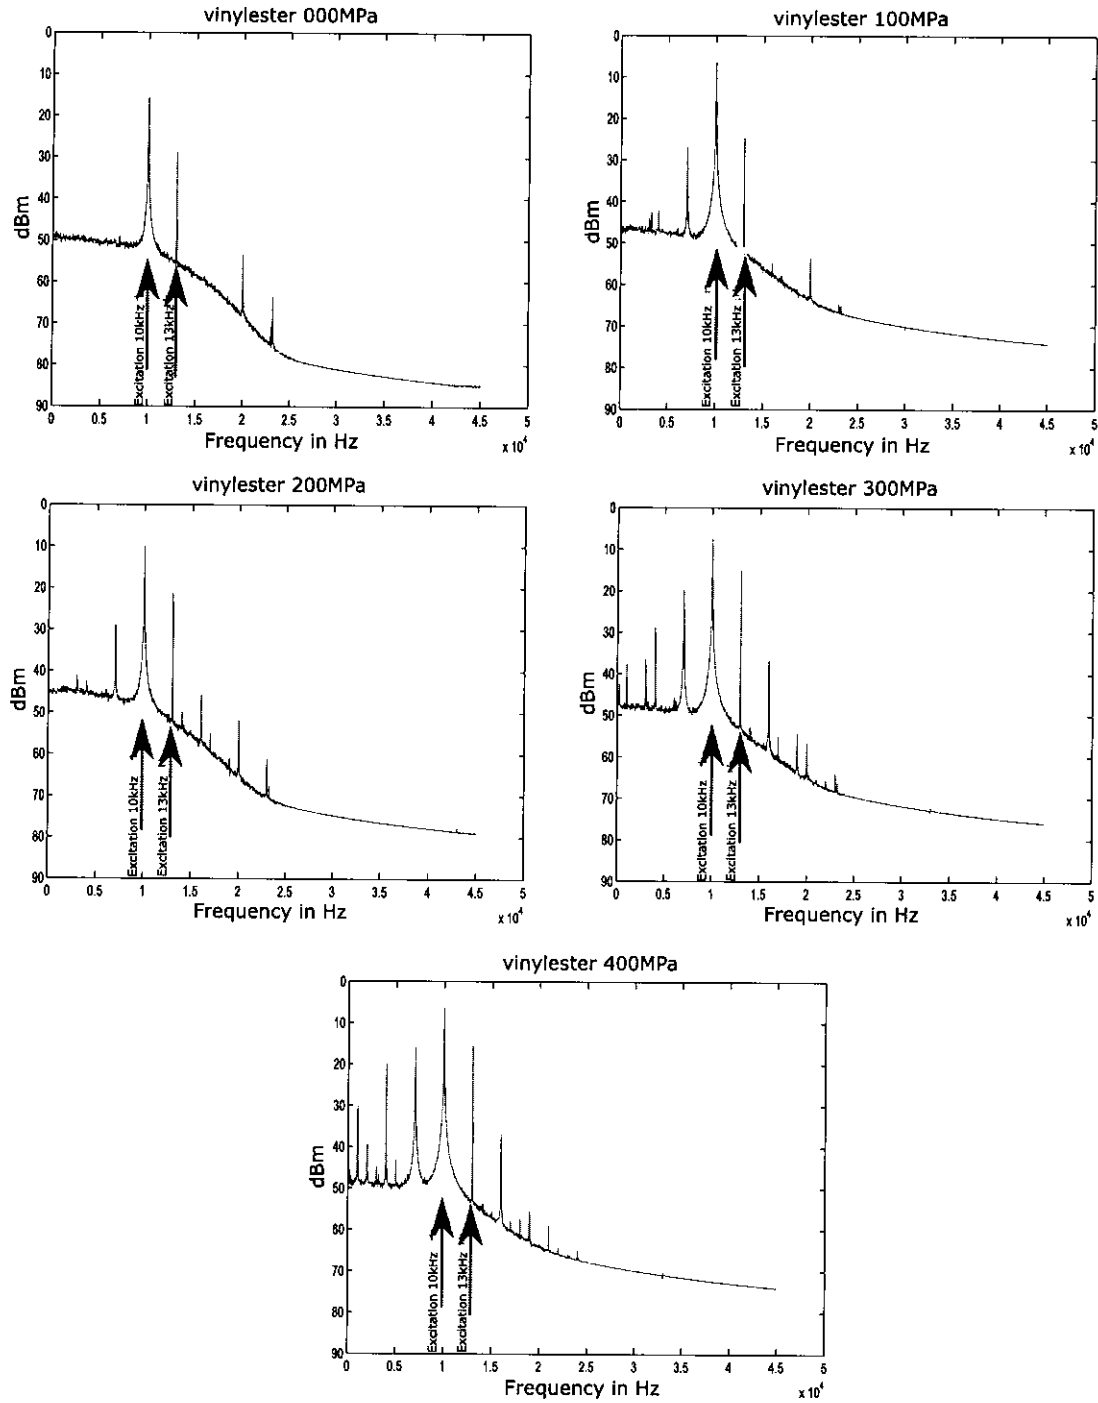 vinylester 000MPa
0
10
20
30
40
50
60
70
80
90
dBm
Excitation 10kHz
Excitation 13kHz
0 0.5 1 1.5 2 2.5 3 3.5 4 4.5 5
Frequency in Hz
x 10^4
vinylester 100MPa
0
10
20
30
40
50
60
70
80
90
dBm
Excitation 10kHz
Excitation 13kHz
0 0.5 1 1.5 2 2.5 3 3.5 4 4.5 5
Frequency in Hz
x 10^4
vinylester 200MPa
0
10
20
30
40
50
60
70
80
90
dBm
Excitation 10kHz
Excitation 13kHz
0 0.5 1 1.5 2 2.5 3 3.5 4 4.5 5
Frequency in Hz
x 10^4
vinylester 300MPa
0
10
20
30
40
50
60
70
80
90
dBm
Excitation 10kHz
Excitation 13kHz
0 0.5 1 1.5 2 2.5 3 3.5 4 4.5 5
Frequency in Hz
x 10^4
vinylester 400MPa
0
10
20
30
40
50
60
70
80
90
dBm
Excitation 10kHz
Excitation 13kHz
0 0.5 1 1.5 2 2.5 3 3.5 4 4.5 5
Frequency in Hz
x 10^4